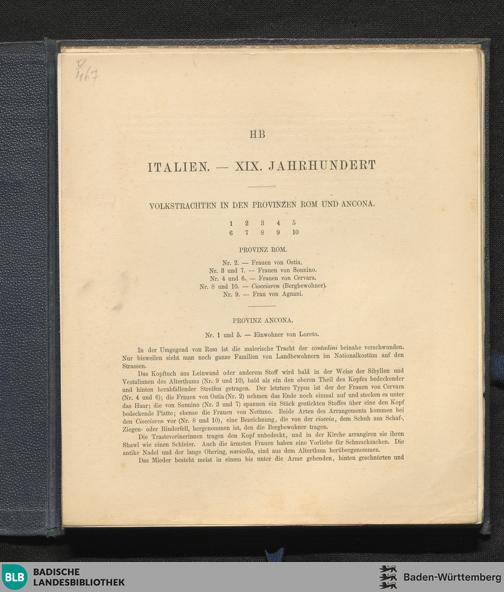 HB
ITALIEN. — XIX. JAHRHUNDERT
VOLKSTRACHTEN IN DEN PROVINZEN ROM UND ANCONA.
1 2 3 4 5
6 7 8 9 10
PROVINZ ROM.
Nr. 2. — Frauen von Ostia.
Nr. 3 und 7. — Frauen von Sonnino.
Nr. 4 und 6. — Frauen von Cervara.
Nr. 8 und 10. — Ciocciaren (Bergbewohner).
Nr. 9. — Frau von Agnani.
PROVINZ ANCONA.
Nr. 1 und 5. — Einwohner von Loreto.
In der Umgegend von Rom ist die malerische Tracht der contadini beinahe verschwunden.
Nur bisweilen sieht man noch ganze Familien von Landbewohnern im Nationalkostüm auf den
Strassen.
Das Kopftuch aus Leinwand oder anderem Stoff wird bald in der Weise der Sibyllen und
Vestalinnen des Alterthums (Nr. 9 und 10), bald als ein den oberen Theil des Kopfes bedeckender
und hinten herabfallender Streifen getragen. Der letztere Typus ist der der Frauen von Cervara
(Nr. 4 und 6); die Frauen von Ostia (Nr. 2) nehmen das Ende noch einmal auf und stecken es unter
das Haar; die von Sonnino (Nr. 3 und 7) spannen ein Stück gestickten Stoffes über eine den Kopf
bedeckende Platte; ebenso die Frauen von Nettuno. Beide Arten des Arrangements kommen bei
den Ciocciaren vor (Nr. 8 und 10), eine Bezeichnung, die von der cioccia, dem Schuh aus Schaf-,
Ziegen- oder Rinderfell, hergenommen ist, den die Bergbewohner tragen.
Die Trasteverinerinnen tragen den Kopf unbedeckt, und in der Kirche arrangiren sie ihren
Shawl wie einen Schleier. Auch die ärmsten Frauen haben eine Vorliebe für Schmucksachen. Die
antike Nadel und der lange Ohrring, navicella, sind aus dem Alterthum herübergenommen.
Das Mieder besteht meist in einem bis unter die Arme gehenden, hinten geschnürten und
BLB BADISCHE
LANDESBIBLIOTHEK
Baden-Württemberg